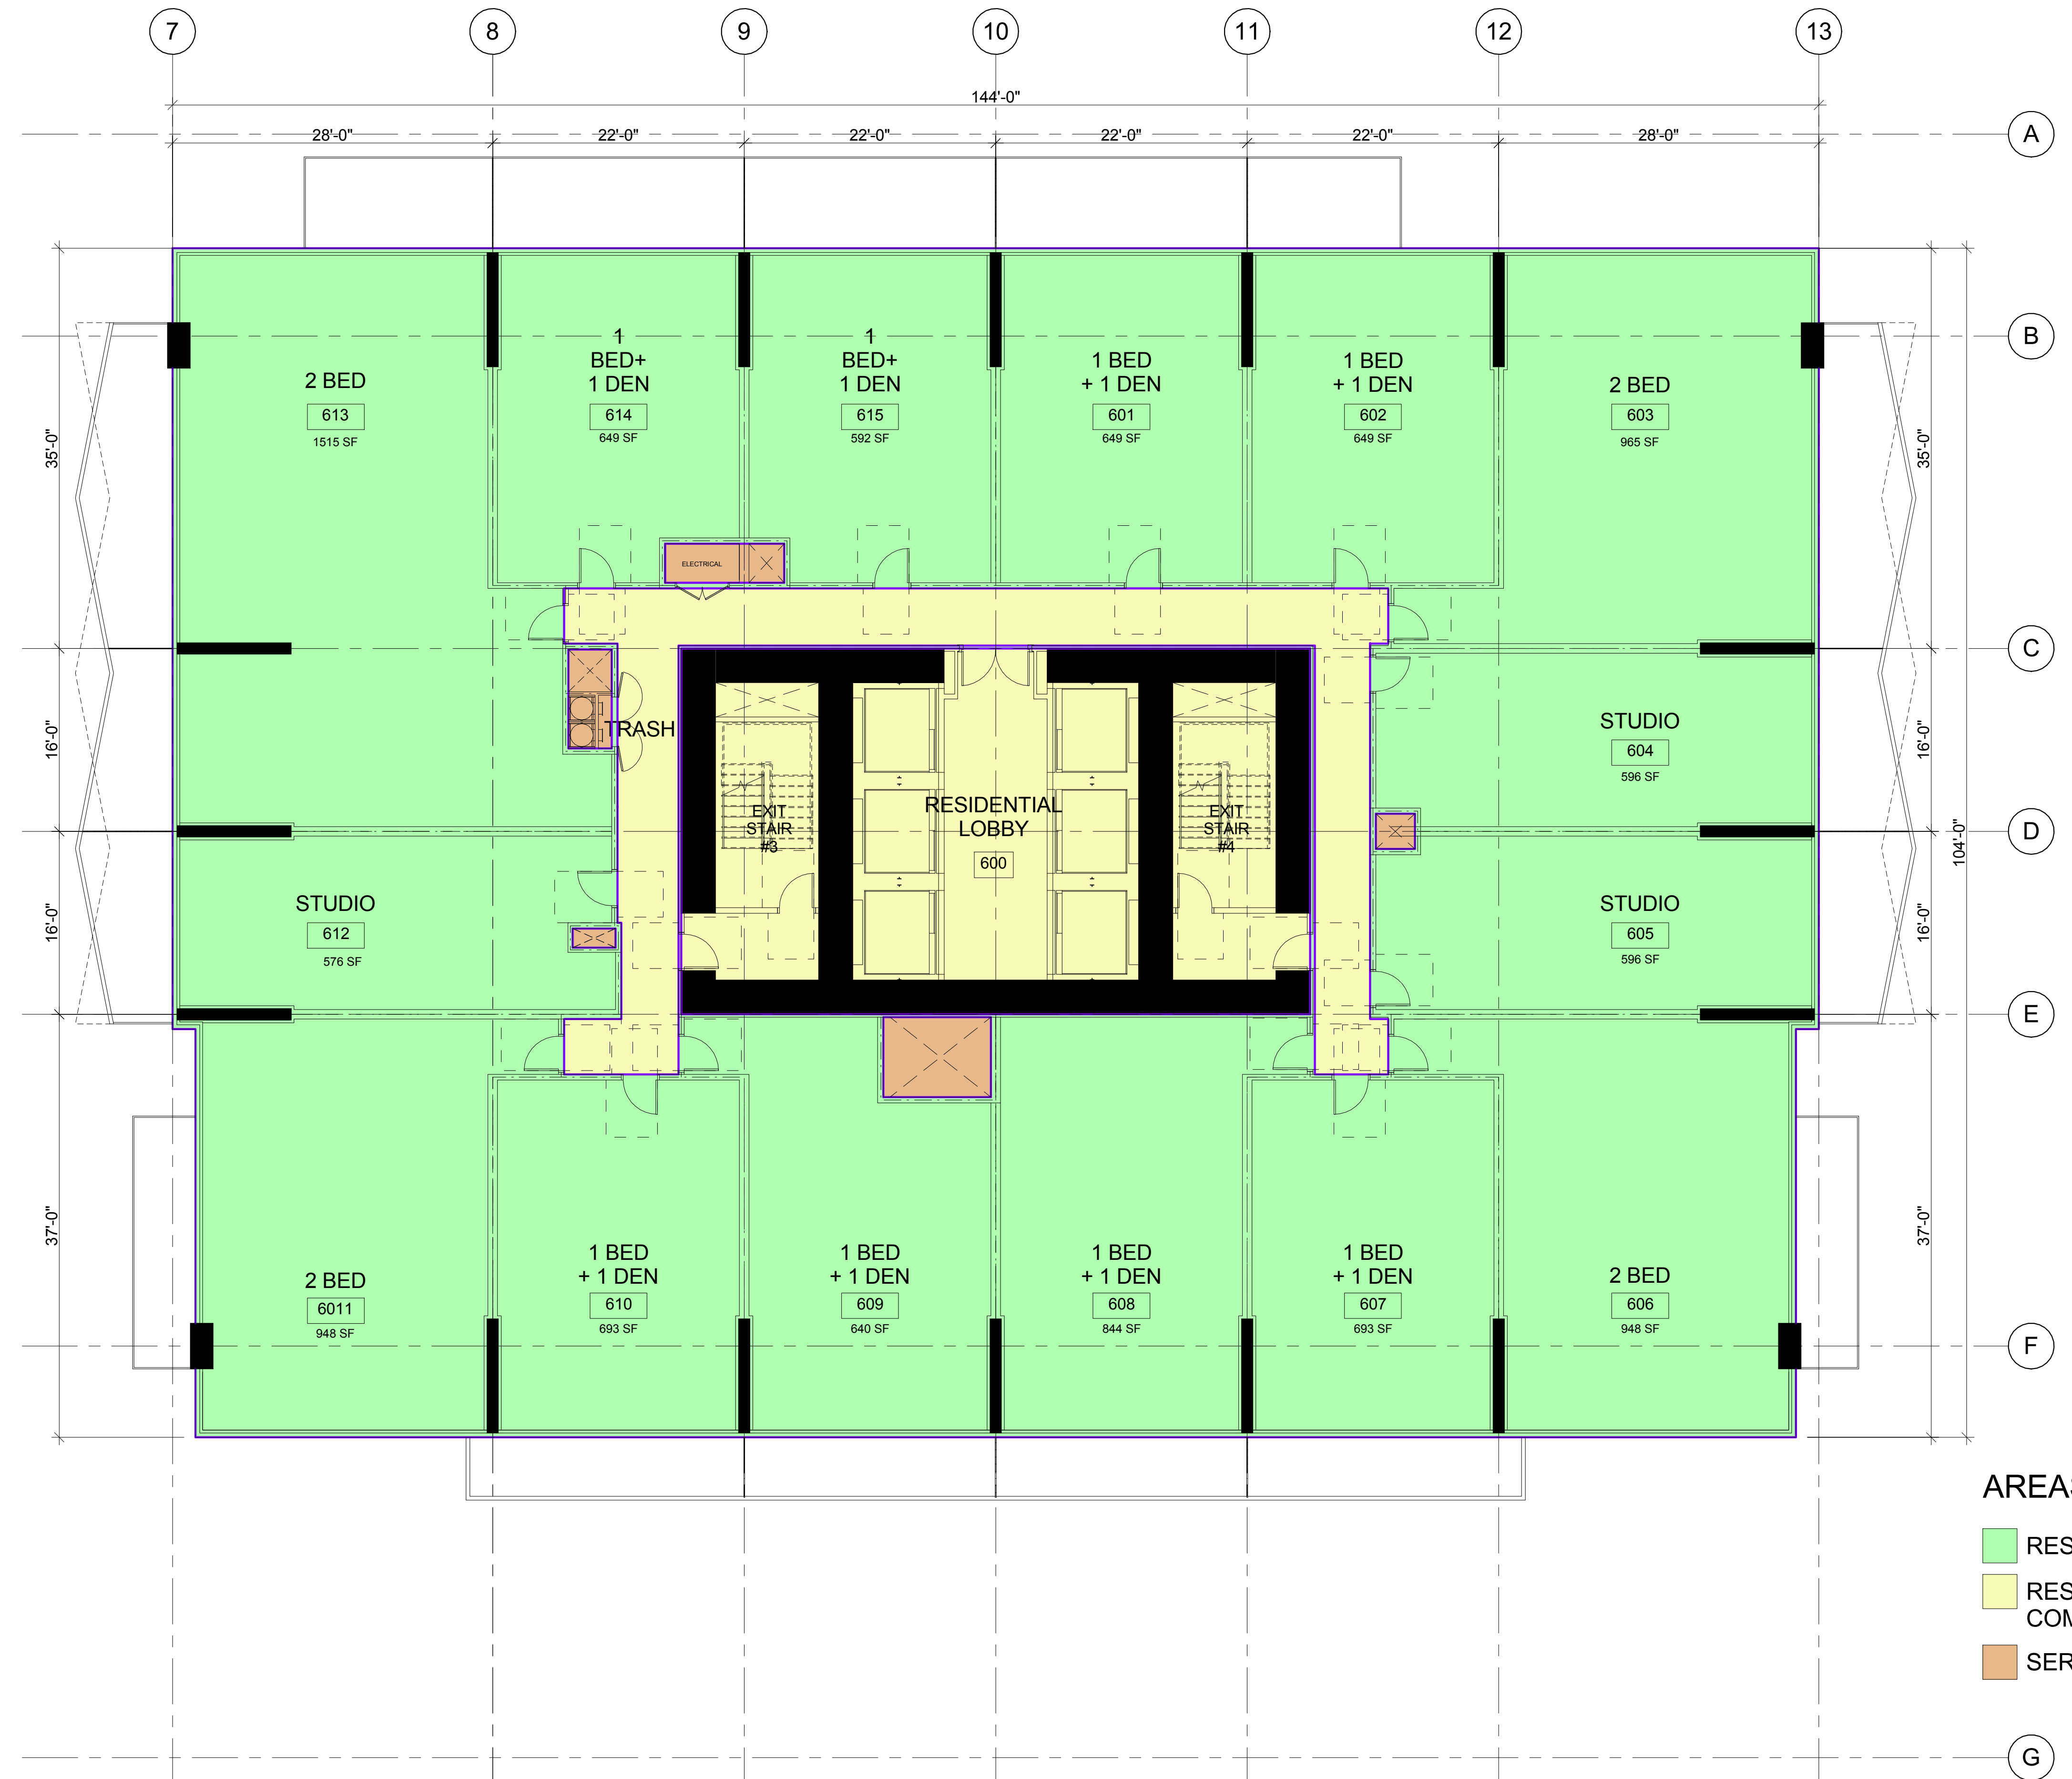 7
8
9
10
11
12
13
144'-0"
28'-0"
22'-0"
22'-0"
22'-0"
22'-0"
28'-0"
A
B
C
D
E
F
G
35'-0"
16'-0"
16'-0"
37'-0"
35'-0"
16'-0"
16'-0"
37'-0"
104'-0"
2 BED
613
1515 SF
1
BED+
1 DEN
614
649 SF
1
BED+
1 DEN
615
592 SF
1 BED
+ 1 DEN
601
649 SF
1 BED
+ 1 DEN
602
649 SF
2 BED
603
965 SF
ELECTRICAL
TRASH
EXIT
STAIR
#3
RESIDENTIAL
LOBBY
600
EXIT
STAIR
#4
STUDIO
604
596 SF
STUDIO
612
576 SF
STUDIO
605
596 SF
2 BED
6011
948 SF
1 BED
+ 1 DEN
610
693 SF
1 BED
+ 1 DEN
609
640 SF
1 BED
+ 1 DEN
608
844 SF
1 BED
+ 1 DEN
607
693 SF
2 BED
606
948 SF
AREAS
RES
RES
COM
SER